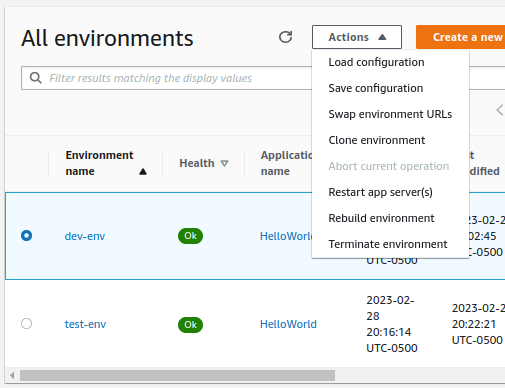 All environments
Actions
Create a new
Filter results matching the display values
Load configuration
Save configuration
Swap environment URLs
Clone environment
Abort current operation
Restart app server(s)
Rebuild environment
Terminate environment
Environment
name
Health
Application
name
dev-env
Ok
HelloWorld
UTC-0500
2023-02-2
02:45
UTC-0500
test-env
Ok
HelloWorld
2023-02-
28
20:16:14
UTC-0500
2023-02-2
20:22:21
UTC-0500